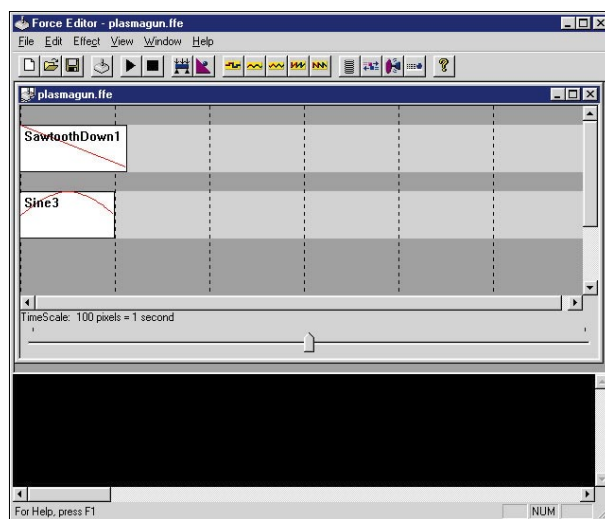 Force Editor - plasmagun.ffe
File Edit Effect View Window Help
plasmagun.ffe
SawtoothDown1
Sine3
TimeScale: 100 pixels = 1 second
For Help, press F1
NUM